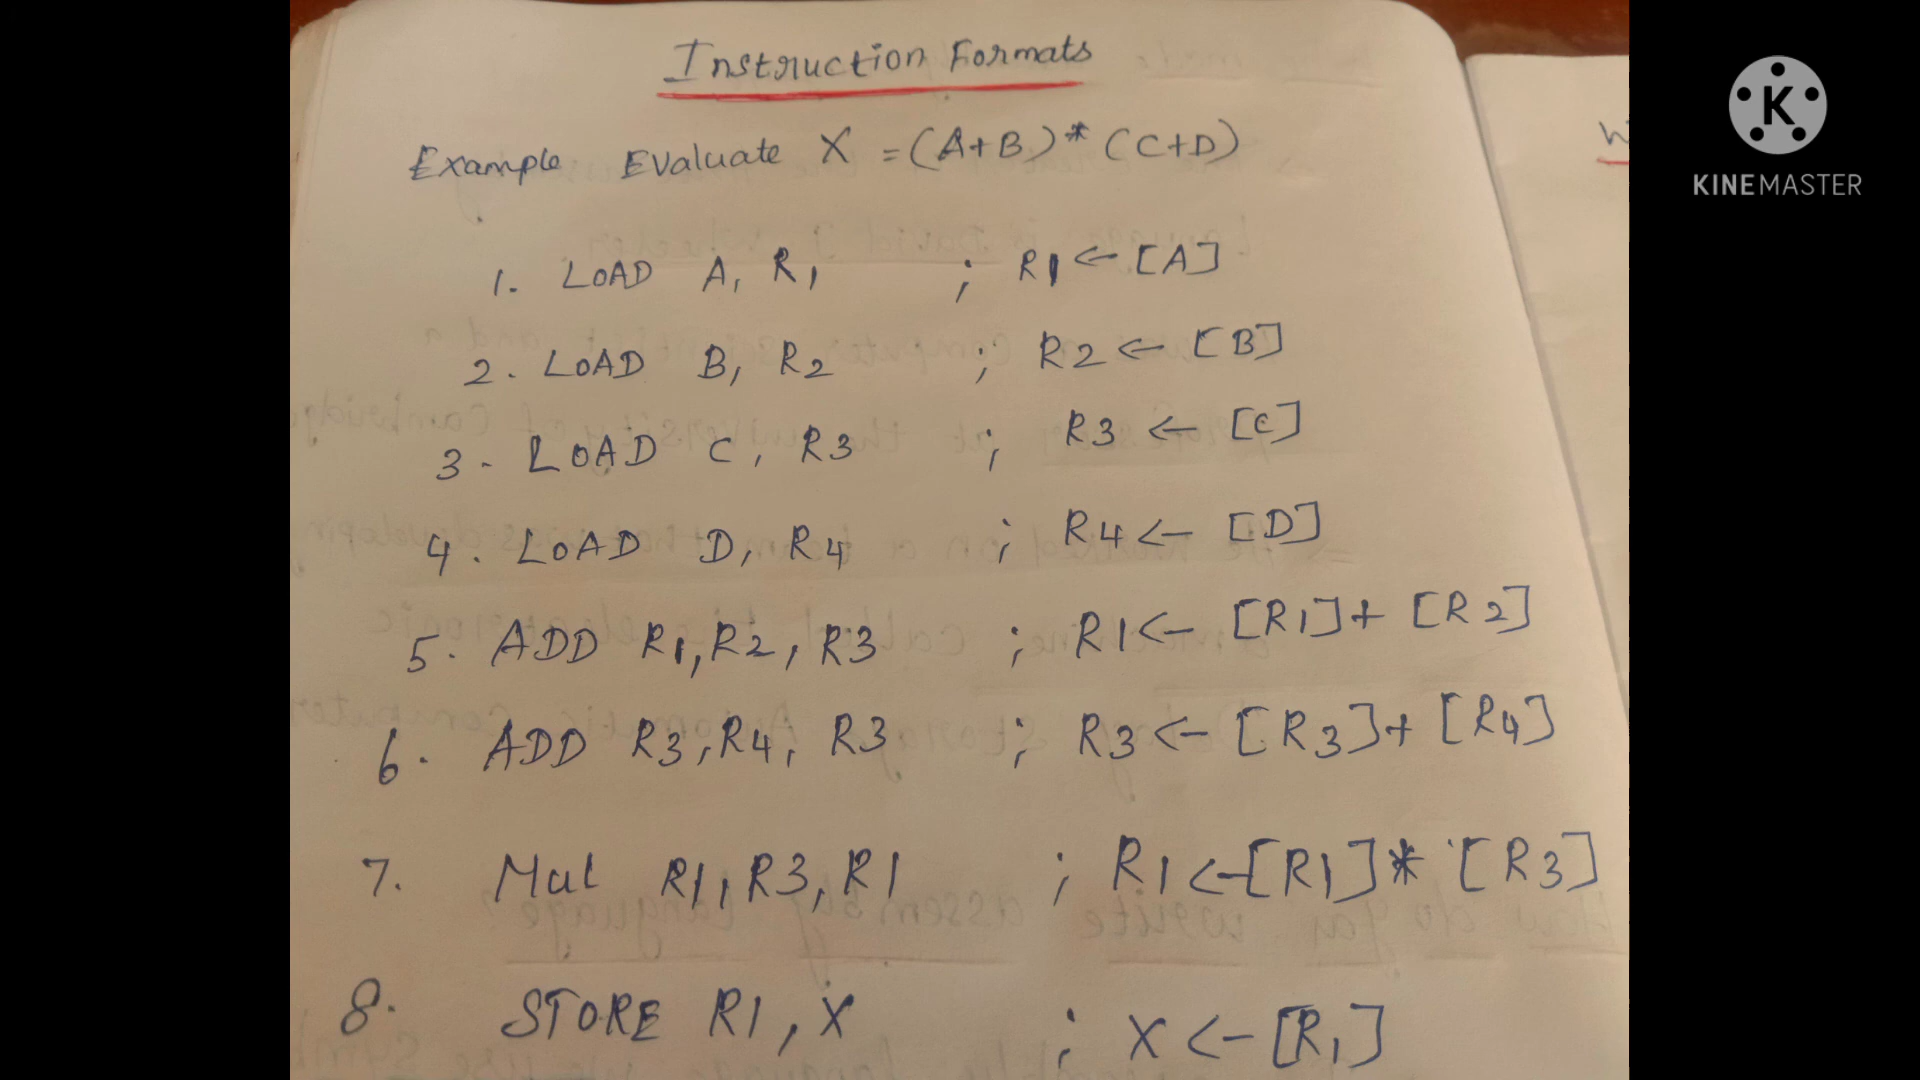 Instruction Formats
Example Evaluate X = (A+B)* (C+D)
1. LOAD A, R1 ; R1 ← [A]
2. LOAD B, R2 ; R2 ← [B]
3. LOAD C, R3 ; R3 ← [C]
4. LOAD D, R4 ; R4 ← [D]
5. ADD R1, R2, R3 ; R1 ← [R1] + [R2]
6. ADD R3, R4, R3 ; R3 ← [R3] + [R4]
7. Mul R1, R3, R1 ; R1 ← [R1] * [R3]
8. STORE R1, X ; X ← [R1]
K
KINEMASTER